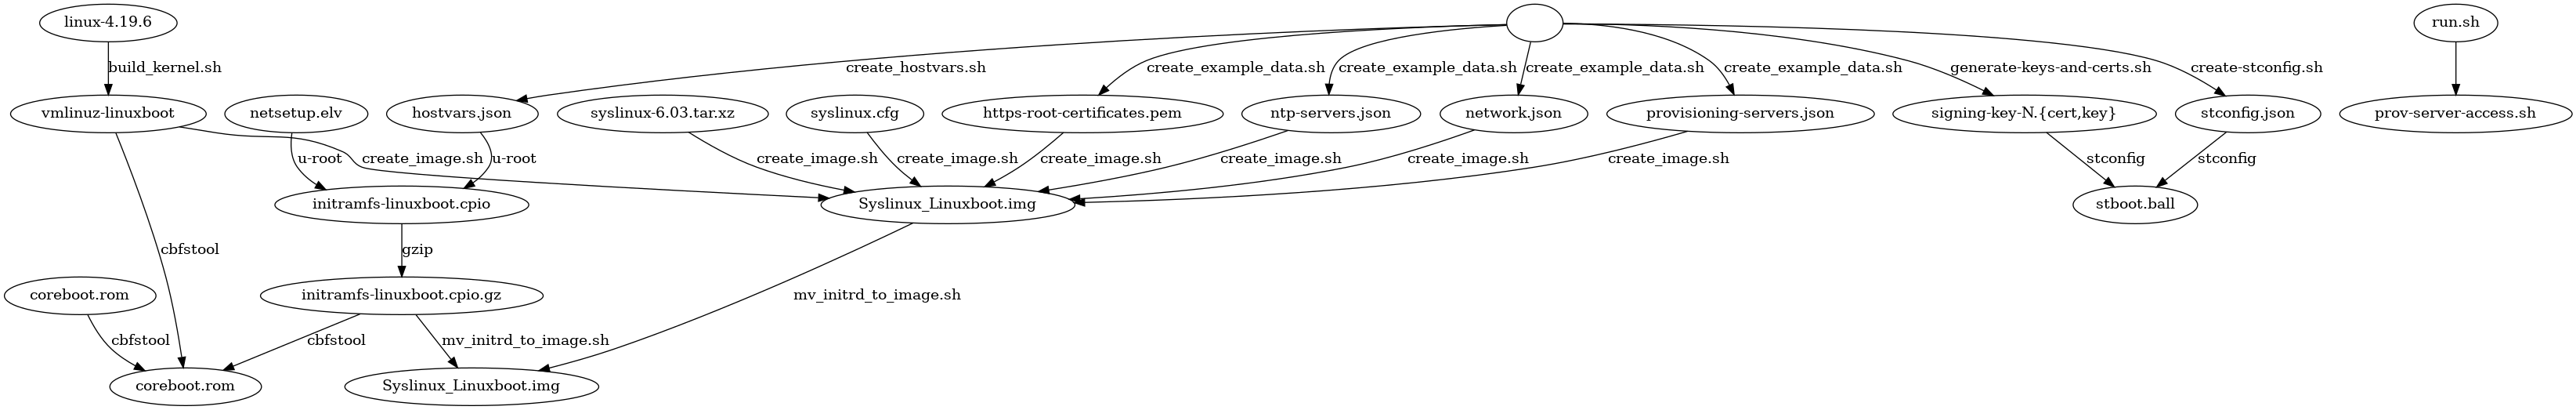 linux-4.19.6
run.sh
build_kernel.sh
create_hostvars.sh
create_example_data.sh
create_example_data.sh
create_example_data.sh
create_example_data.sh
generate-keys-and-certs.sh
create-stconfig.sh
vmlinuz-linuxboot
netsetup.elv
hostvars.json
syslinux-6.03.tar.xz
syslinux.cfg
https-root-certificates.pem
ntp-servers.json
network.json
provisioning-servers.json
signing-key-N.{cert,key}
stconfig.json
prov-server-access.sh
u-root
create_image.sh
u-root
create_image.sh
create_image.sh
create_image.sh
create_image.sh
create_image.sh
create_image.sh
stconfig
stconfig
initramfs-linuxboot.cpio
Syslinux_Linuxboot.img
stboot.ball
cbfstool
gzip
coreboot.rom
initramfs-linuxboot.cpio.gz
mv_initrd_to_image.sh
cbfstool
cbfstool
mv_initrd_to_image.sh
coreboot.rom
Syslinux_Linuxboot.img